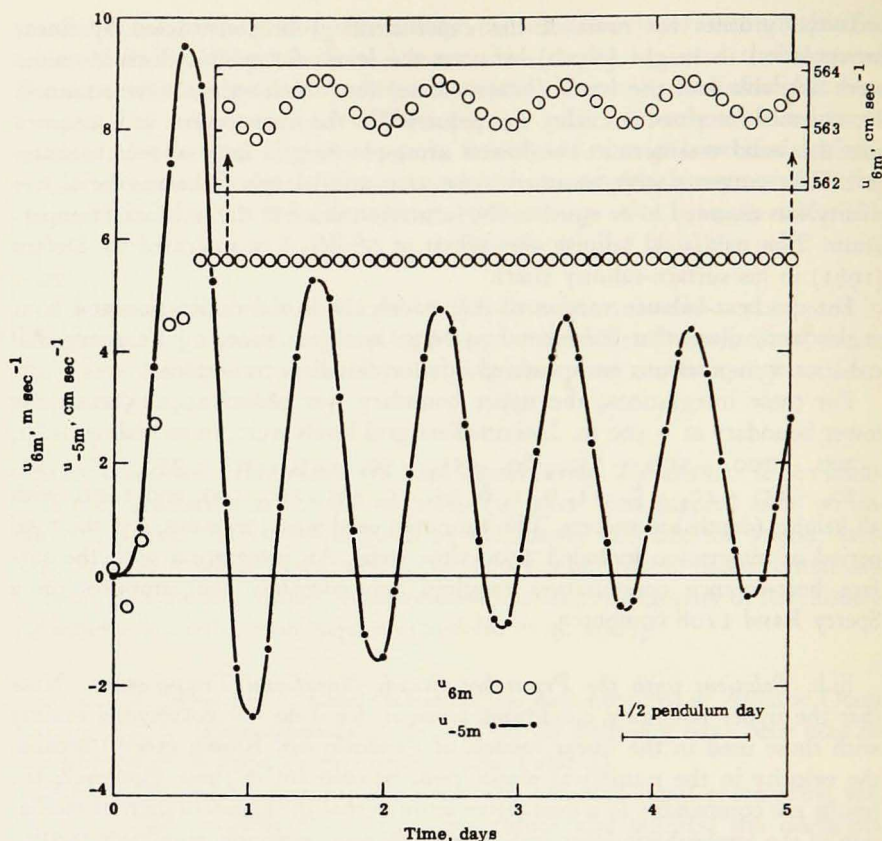 10
8
6
4
2
0
-2
-4
u6m, m sec⁻¹
u-5m, cm sec⁻¹
564
563
562
u6m, cm sec⁻¹
u6m
u-5m
1/2 pendulum day
0
1
2
3
4
5
Time, days